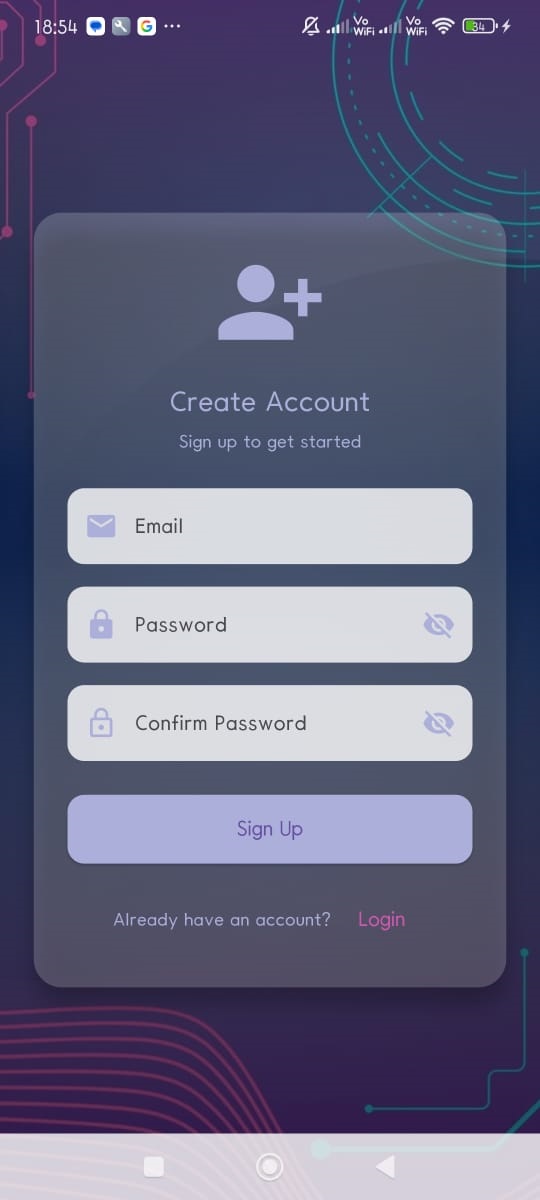 18:54 Vo WiFi Vo WiFi 34
Create Account
Sign up to get started
Email
Password
Confirm Password
Sign Up
Already have an account? Login